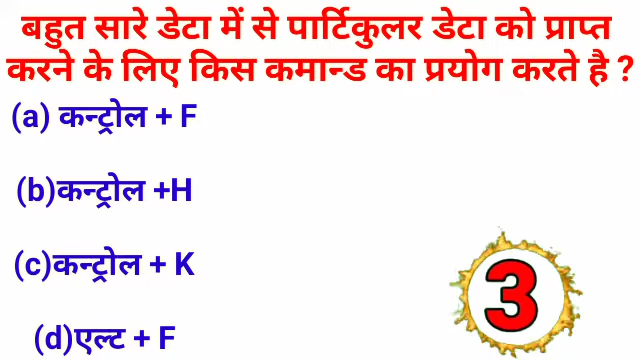 बहुत सारे डेटा में से पार्टिकुलर डेटा को प्राप्त
करने के लिए किस कमान्ड का प्रयोग करते है ?
(a) कन्ट्रोल + F
(b)कन्ट्रोल +H
(c)कन्ट्रोल + K
(d)एल्ट + F
3